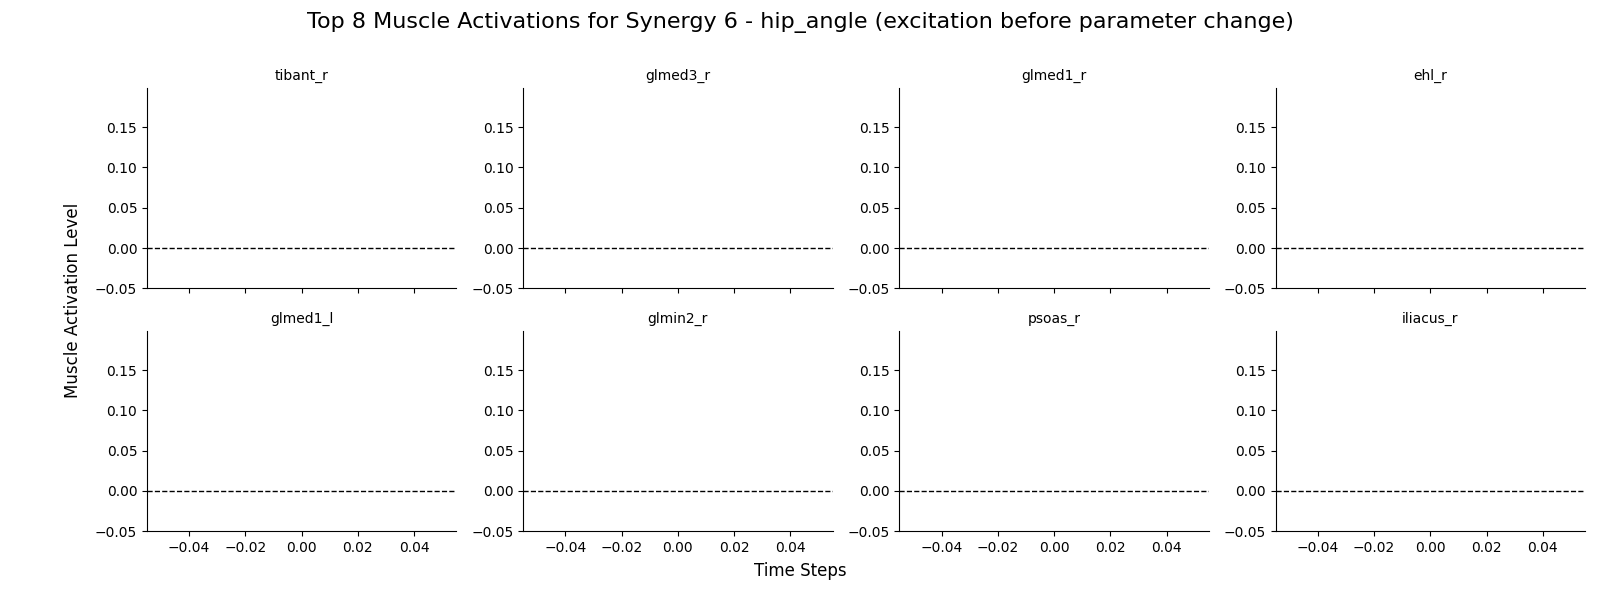 Top 8 Muscle Activations for Synergy 6 - hip_angle (excitation before parameter change)
tibant_r
glmed3_r
glmed1_r
ehl_r
0.15
0.10
0.05
0.00
−0.05
0.15
0.10
0.05
0.00
−0.05
0.15
0.10
0.05
0.00
−0.05
0.15
0.10
0.05
0.00
−0.05
Muscle Activation Level
glmed1_l
glmin2_r
psoas_r
iliacus_r
0.15
0.10
0.05
0.00
−0.05
0.15
0.10
0.05
0.00
−0.05
0.15
0.10
0.05
0.00
−0.05
0.15
0.10
0.05
0.00
−0.05
−0.04 −0.02 0.00 0.02 0.04
−0.04 −0.02 0.00 0.02 0.04
−0.04 −0.02 0.00 0.02 0.04
−0.04 −0.02 0.00 0.02 0.04
Time Steps